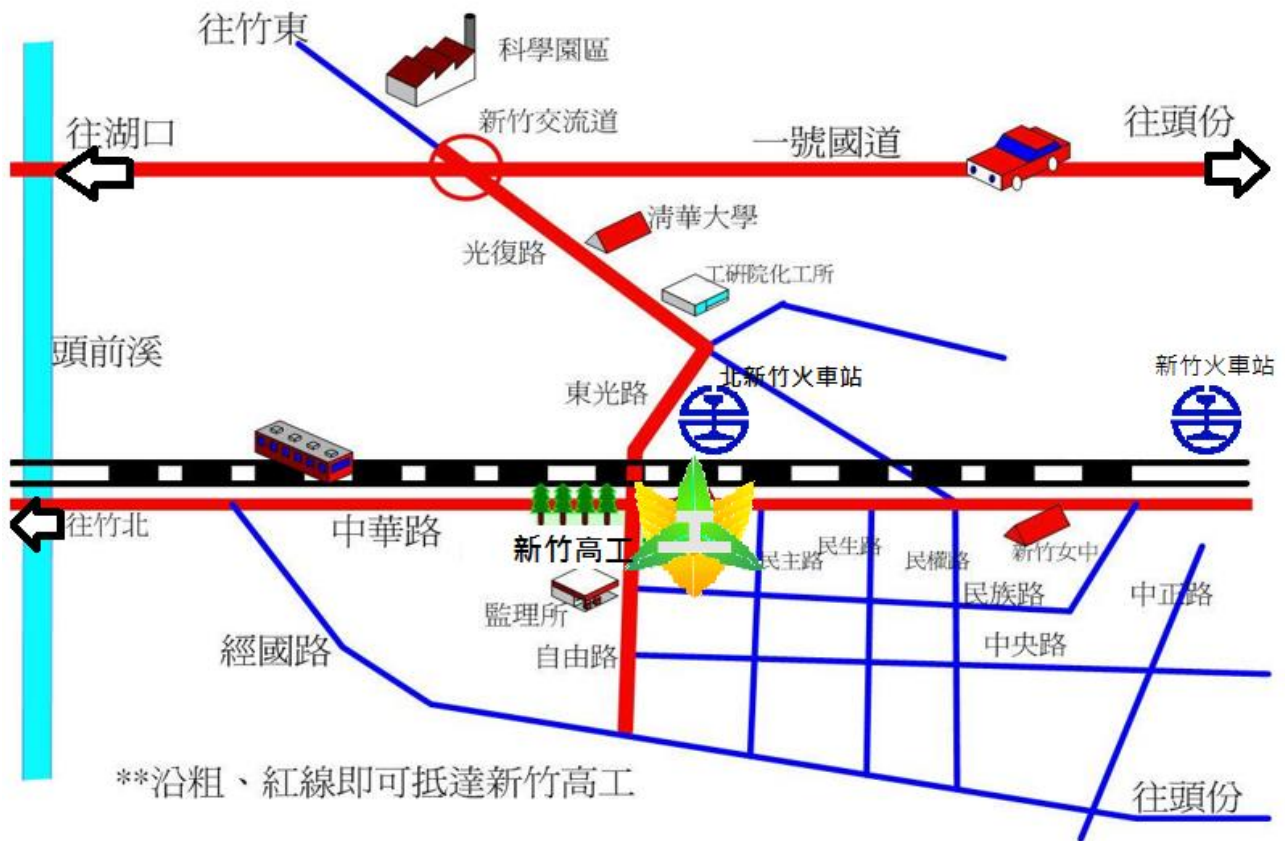 往竹東
科學園區
新竹交流道
往湖口
一號國道
往頭份
清華大學
光復路
工研院化工所
頭前溪
北新竹火車站
新竹火車站
東光路
往竹北
中華路
新竹高工
民主路
民生路
民權路
新竹女中
監理所
民族路
中正路
經國路
自由路
中央路
**沿粗、紅線即可抵達新竹高工
往頭份